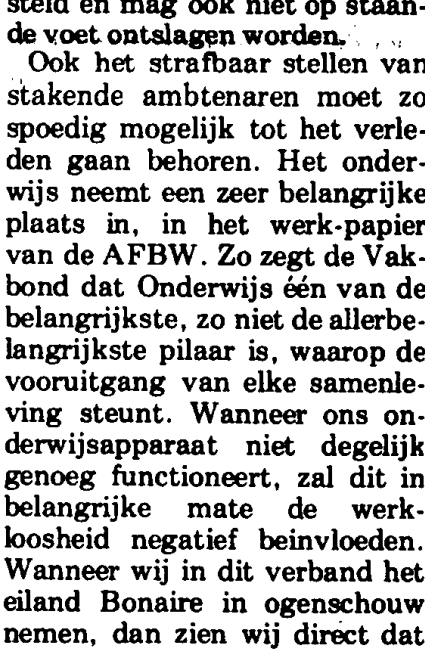 steld en mag ook niet op staan-
de voet ontslagen worden.
Ook het strafbaar stellen van
stakende ambtenaren moet zo
spoedig mogelijk tot het verle-
den gaan behoren. Het onder-
wijs neemt een zeer belangrijke
plaats in, in het werk-papier
van de AFBW. Zo zegt de Vak-
bond dat Onderwijs één van de
belangrijkste, zo niet de allerbe-
langrijkste pilaar is, waarop de
vooruitgang van elke samenle-
ving steunt. Wanneer ons on-
derwijsapparaat niet degelijk
genoeg functioneert, zal dit in
belangrijke mate de werk-
loosheid negatief beinvloeden.
Wanneer wij in dit verband het
eiland Bonaire in ogenschouw
nemen, dan zien wij direct dat